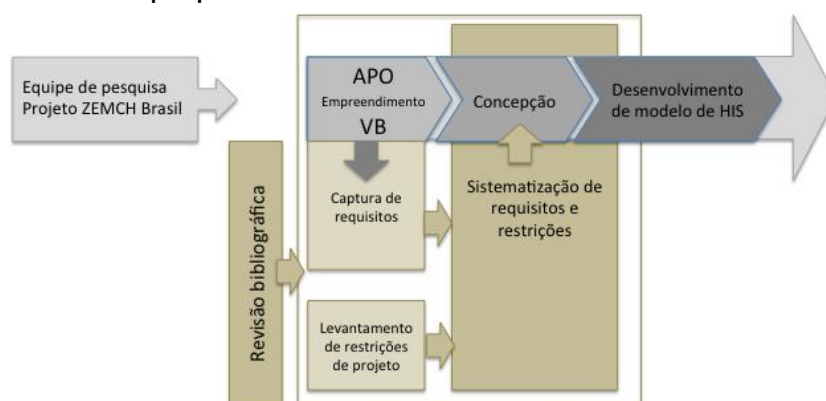 Equipe de pesquisa
Projeto ZEMCH Brasil
APO
Empreendimento
VB
Concepção
Desenvolvimento
de modelo de HIS
Revisão bibliográfica
Captura de
requisitos
Sistematização de
requisitos e
restrições
Levantamento
de restrições
de projeto